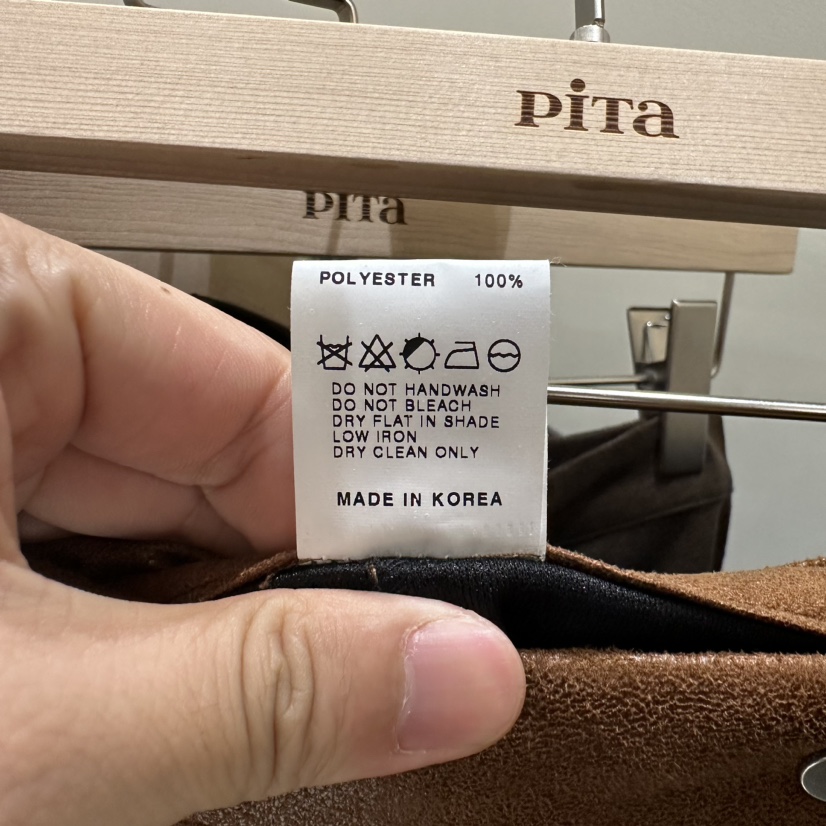 PiTa
PiTa
POLYESTER 100%
DO NOT HANDWASH
DO NOT BLEACH
DRY FLAT IN SHADE
LOW IRON
DRY CLEAN ONLY
MADE IN KOREA